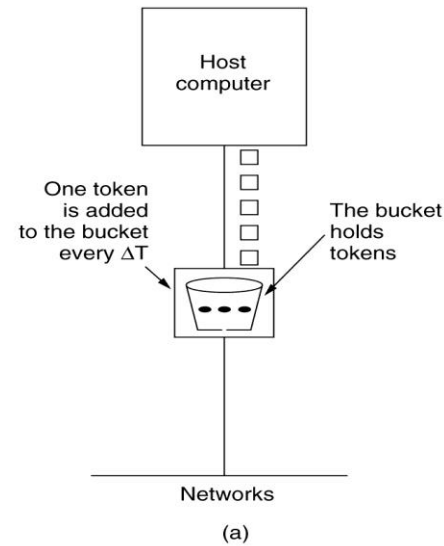 Host
computer
One token
is added
to the bucket
every ΔT
The bucket
holds
tokens
Networks
(a)